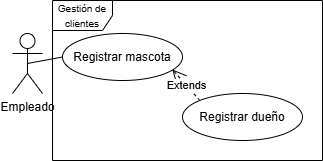 Gestión de
clientes
Registrar mascota
Extends
Empleado
Registrar dueño